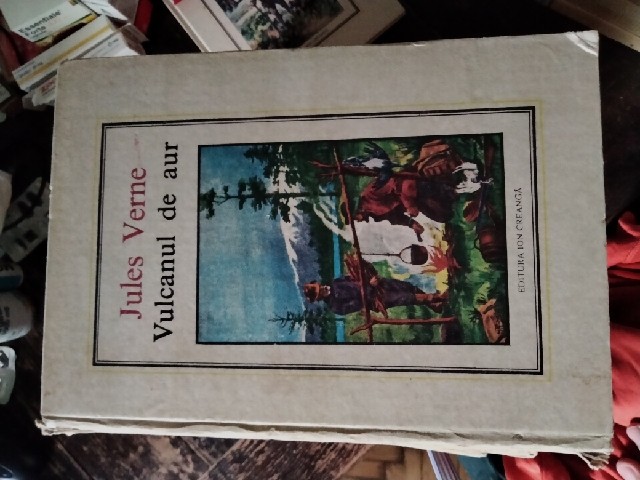 Jules Verne
Vulcanul de aur
EDITURA ION CREANGĂ